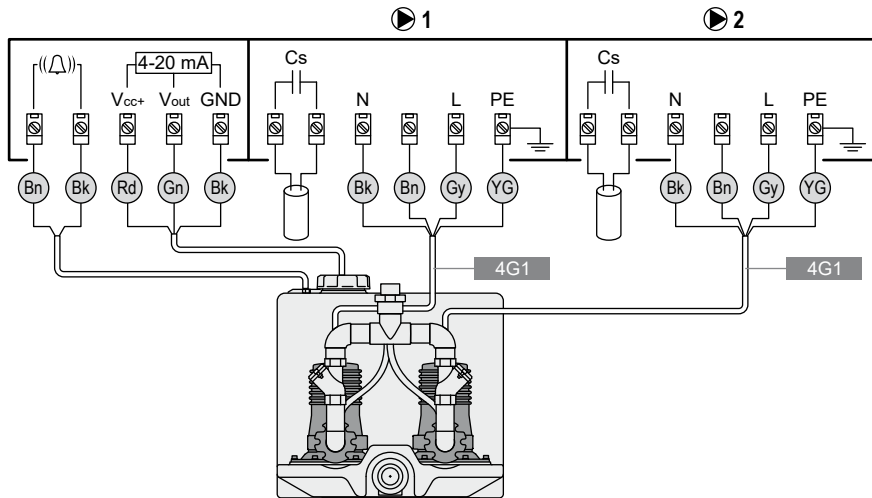 1
2
4-20 mA
Cs
Cs
Vcc+
Vout
GND
N
L
PE
N
L
PE
Bn
Bk
Rd
Gn
Bk
Bk
Bn
Gy
YG
Bk
Bn
Gy
YG
4G1
4G1